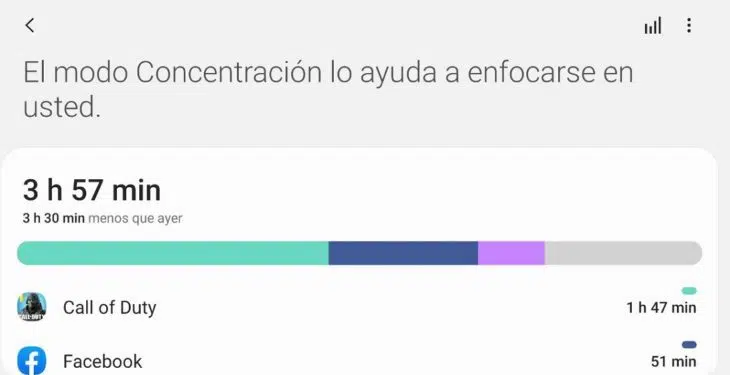 El modo Concentración lo ayuda a enfocarse en
usted.
3 h 57 min
3 h 30 min menos que ayer
Call of Duty
1 h 47 min
Facebook
51 min